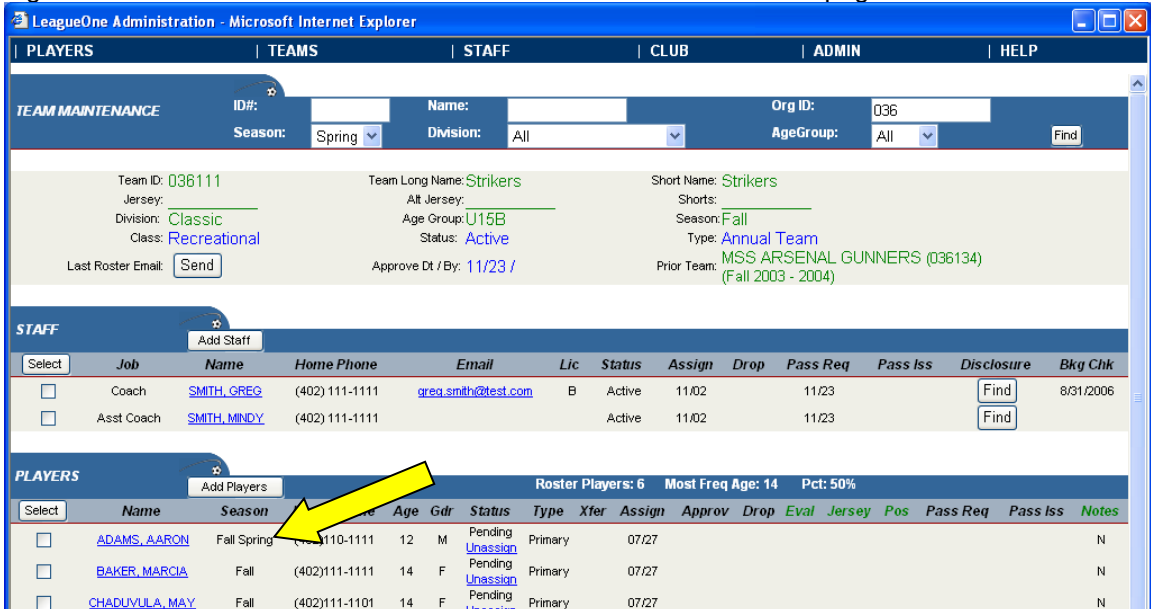 LeagueOne Administration - Microsoft Internet Explorer
| PLAYERS | TEAMS | STAFF | CLUB | ADMIN | HELP
TEAM MAINTENANCE ID#: Name: Org ID: 036
Season: Spring Division: All AgeGroup: All Find
Team ID: 036111 Team Long Name: Strikers Short Name: Strikers
Jersey: Alt Jersey: Shorts:
Division: Classic Age Group: U15B Season: Fall
Class: Recreational Status: Active Type: Annual Team
Last Roster Email: Send Approve Dt / By: 11/23 / Prior Team: MSS ARSENAL GUNNERS (036134)
(Fall 2003 - 2004)
STAFF
Add Staff
Select Job Name Home Phone Email Lic Status Assign Drop Pass Req Pass Iss Disclosure Bkg Chk
Coach SMITH, GREG (402) 111-1111 greg.smith@test.com B Active 11/02 11/23 Find 8/31/2006
Asst Coach SMITH, MINDY (402) 111-1111 Active 11/02 11/23 Find
PLAYERS
Add Players Roster Players: 6 Most Freq Age: 14 Pct: 50%
Select Name Season Age Gdr Status Type Xfer Assign Approv Drop Eval Jersey Pos Pass Req Pass Iss Notes
ADAMS, AARON Fall Spring 110-1111 12 M Pending Unassign Primary 07/27 N
BAKER, MARCIA Fall (402)111-1111 14 F Pending Unassign Primary 07/27 N
CHADUVULA, MAY Fall (402)111-1101 14 F Pending Primary 07/27 N